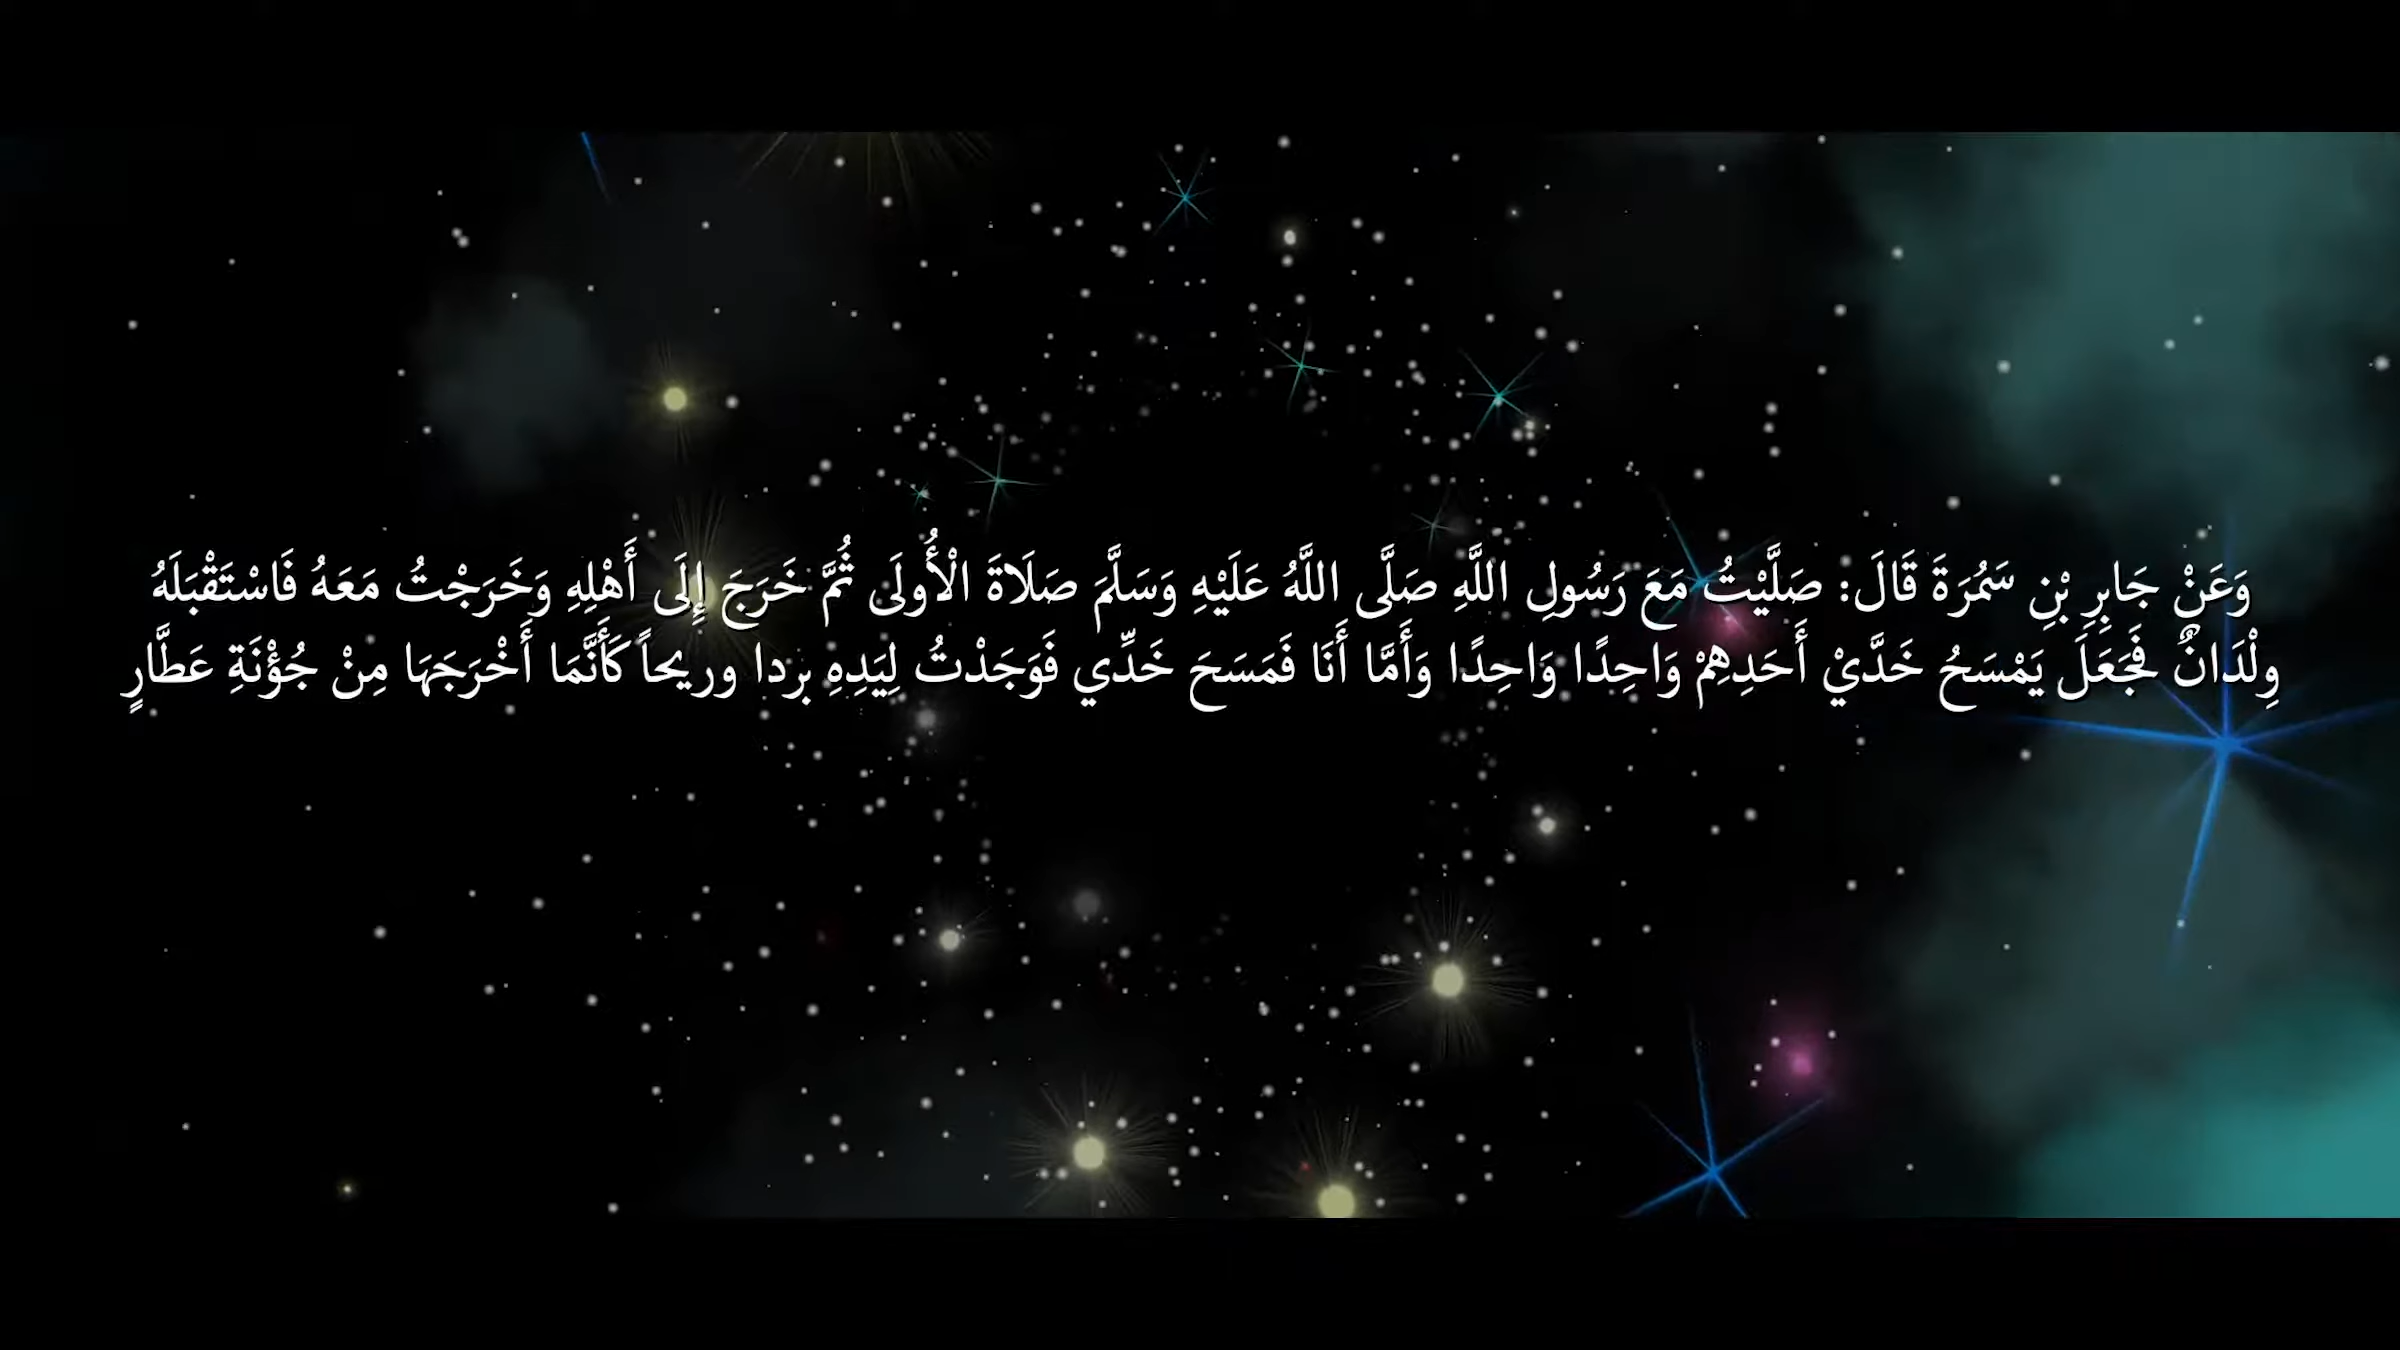 وَعَنْ جَابِرِ بْنِ سَمُرَةَ قَالَ: صَلَّيْتُ مَعَ رَسُولِ اللَّهِ صَلَّى اللَّهُ عَلَيْهِ وَسَلَّمَ صَلَاةَ الْأُولَى ثُمَّ خَرَجَ إِلَى أَهْلِهِ وَخَرَجْتُ مَعَهُ فَاسْتَقْبَلَهُ
وِلْدَانٌ فَجَعَلَ يَمْسَحُ خَدَّيْ أَحَدِهِمْ وَاحِدًا وَاحِدًا وَأَمَّا أَنَا فَمَسَحَ خَدِّي فَوَجَدْتُ لِيَدِهِ بردا وريحاً كَأَنَّمَا أَخْرَجَهَا مِنْ جُؤْنَةِ عَطَّارٍ